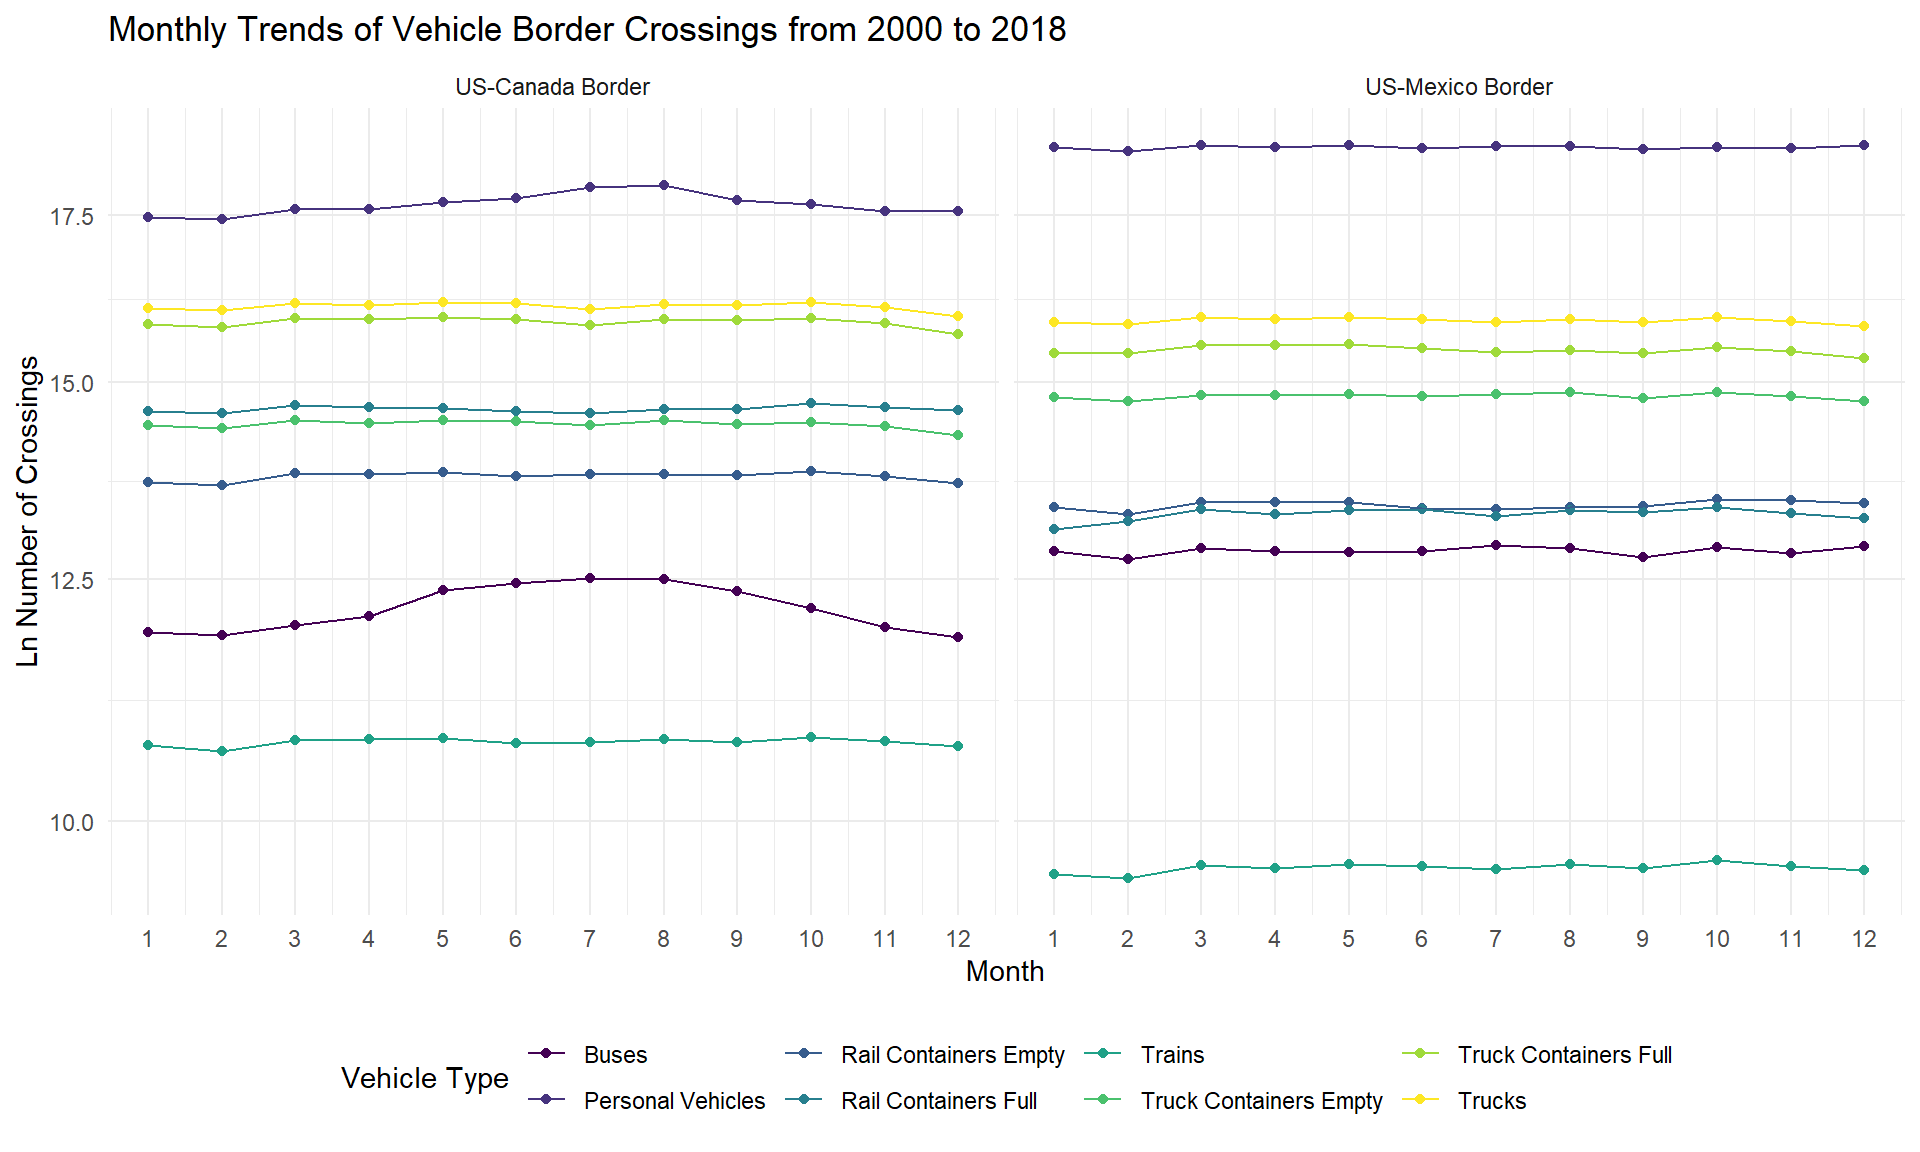 Monthly Trends of Vehicle Border Crossings from 2000 to 2018
US-Canada Border
US-Mexico Border
Ln Number of Crossings
17.5
15.0
12.5
10.0
1 2 3 4 5 6 7 8 9 10 11 12
1 2 3 4 5 6 7 8 9 10 11 12
Month
Vehicle Type
Buses
Personal Vehicles
Rail Containers Empty
Rail Containers Full
Trains
Truck Containers Empty
Truck Containers Full
Trucks